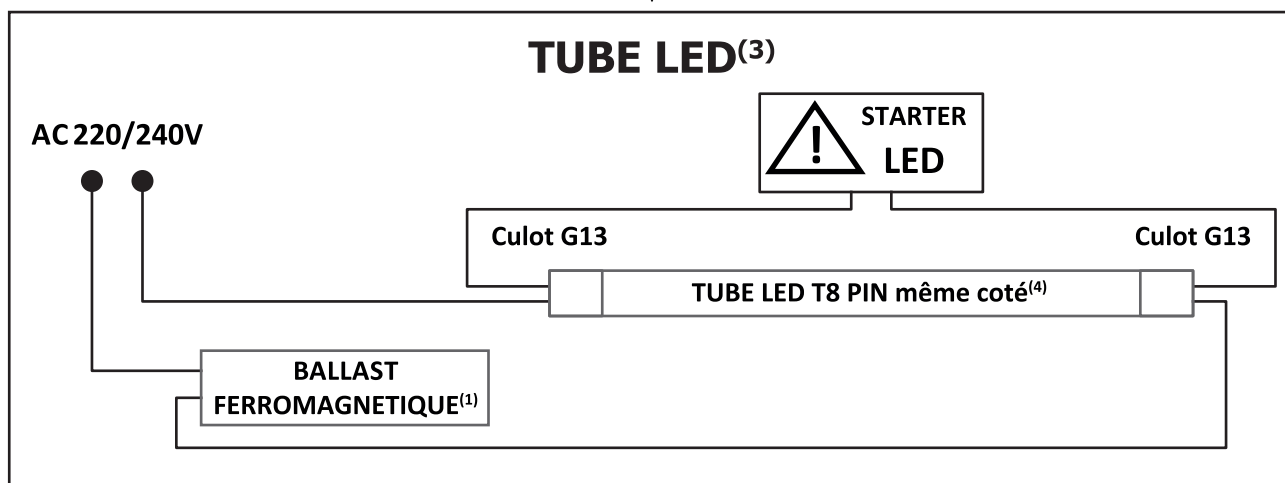 TUBE LED(3)
AC 220/240V
STARTER
LED
Culot G13
Culot G13
TUBE LED T8 PIN même coté(4)
BALLAST
FERROMAGNETIQUE(1)